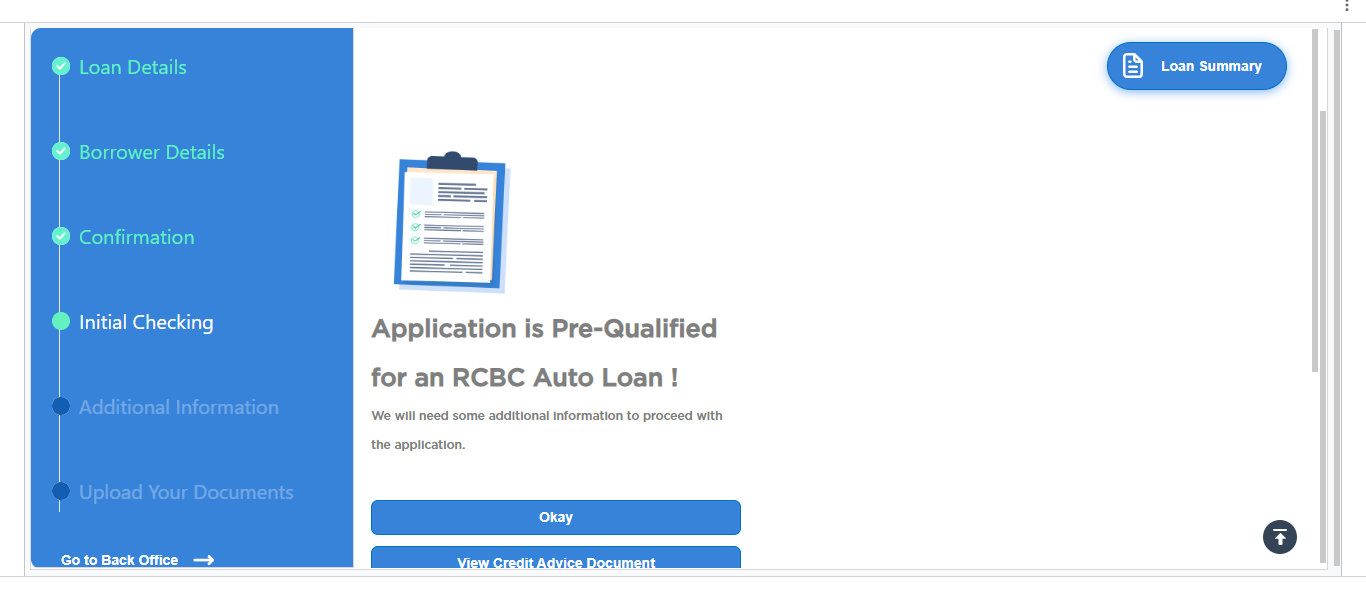 Loan Details
Borrower Details
Confirmation
Initial Checking
Additional Information
Upload Your Documents
Go to Back Office
Loan Summary
Application is Pre-Qualified
for an RCBC Auto Loan !
We will need some additional information to proceed with
the application.
Okay
View Credit Advice Document